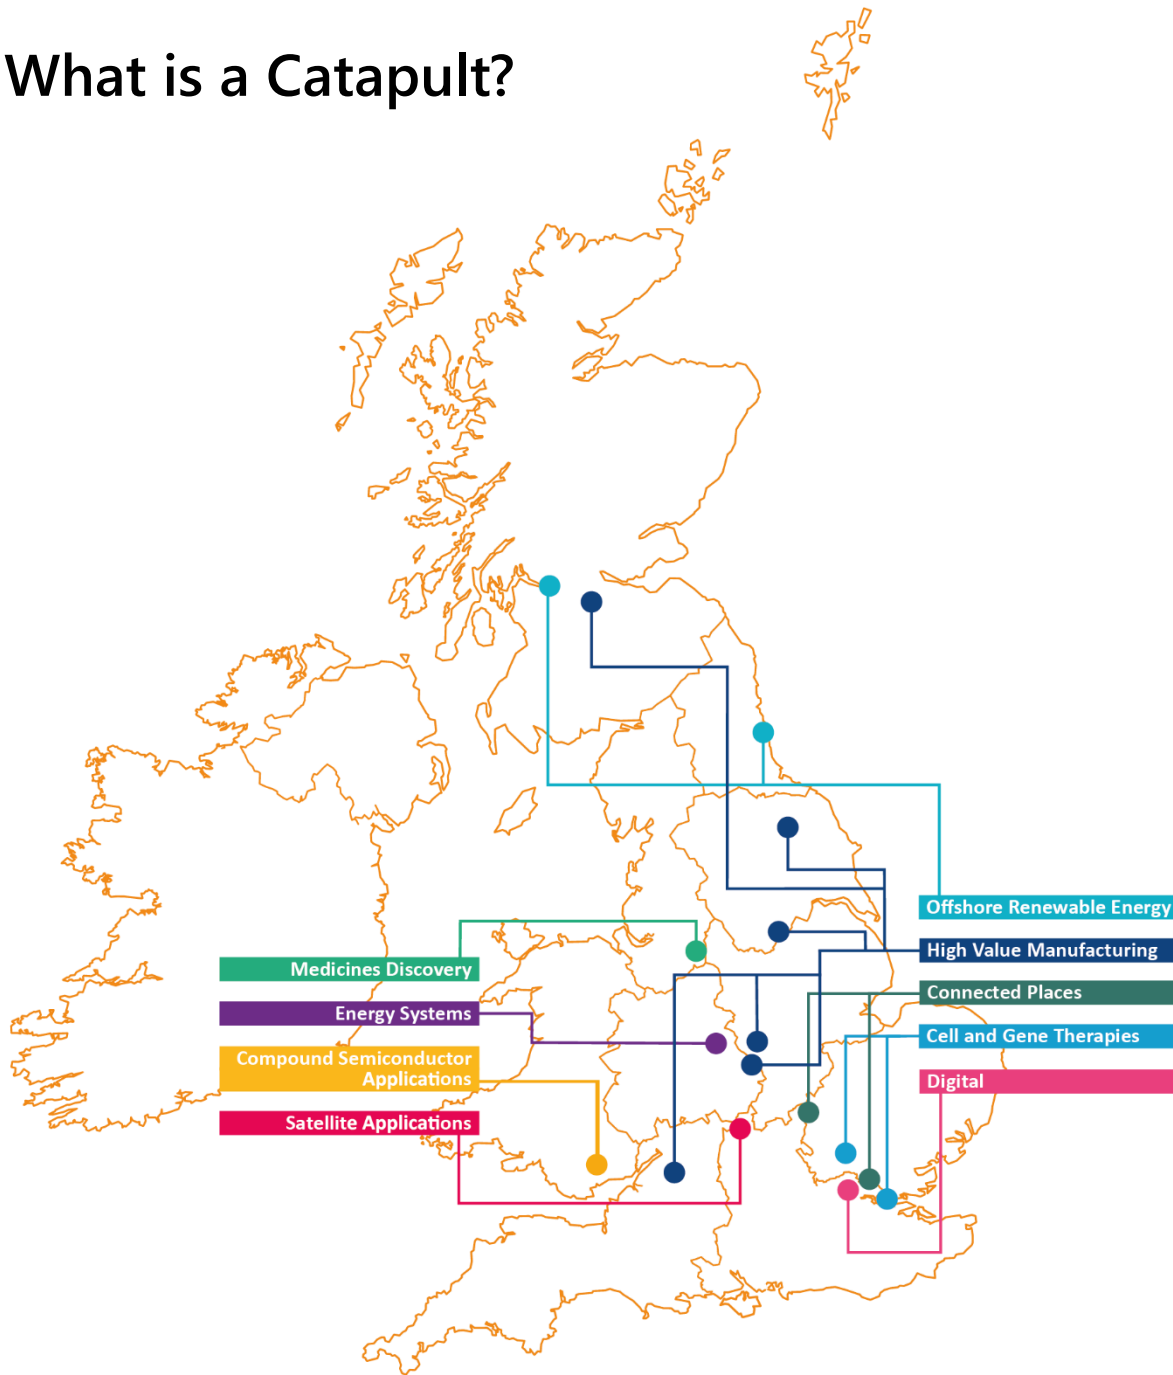 What is a Catapult?
Medicines Discovery
Energy Systems
Compound Semiconductor
Applications
Satellite Applications
Offshore Renewable Energy
High Value Manufacturing
Connected Places
Cell and Gene Therapies
Digital